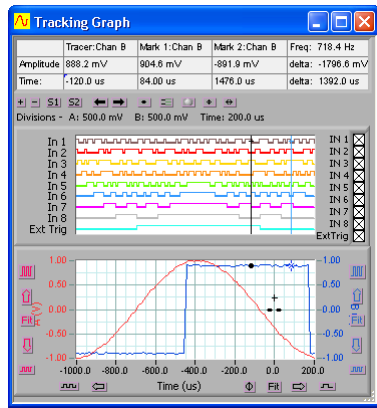 Tracking Graph
Tracer:Chan B Mark 1:Chan B Mark 2:Chan B Freq: 718.4 Hz
Amplitude 888.2 mV 904.6 mV -891.9 mV delta: -1796.6 mV
Time: -120.0 us 84.00 us 1476.0 us delta: 1392.0 us
+ − S1 S2
Divisions - A: 500.0 mV B: 500.0 mV Time: 200.0 us
In 1 IN 1
In 2 IN 2
In 3 IN 3
In 4 IN 4
In 5 IN 5
In 6 IN 6
In 7 IN 7
In 8 IN 8
Ext Trig ExtTrig
1.00 1.00
0.50 0.50
0.00 0.00
-0.50 -0.50
-1.00 -1.00
Fit A (V) Fit
-1000.0 -800.0 -600.0 -400.0 -200.0 0.0 200.0
Time (us) Φ Fit